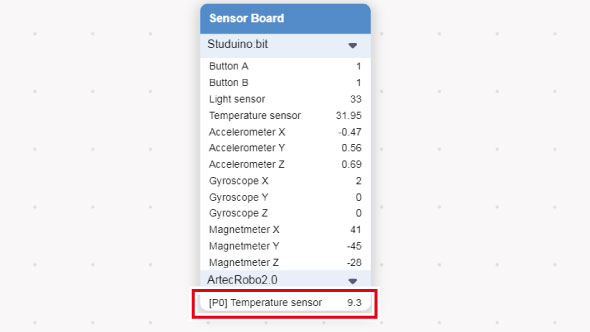 Sensor Board
Studuino:bit
Button A 1
Button B 1
Light sensor 33
Temperature sensor 31.95
Accelerometer X -0.47
Accelerometer Y 0.56
Accelerometer Z 0.69
Gyroscope X 2
Gyroscope Y 0
Gyroscope Z 0
Magnetmeter X 41
Magnetmeter Y -45
Magnetmeter Z -28
ArtecRobo2.0
[P0] Temperature sensor 9.3